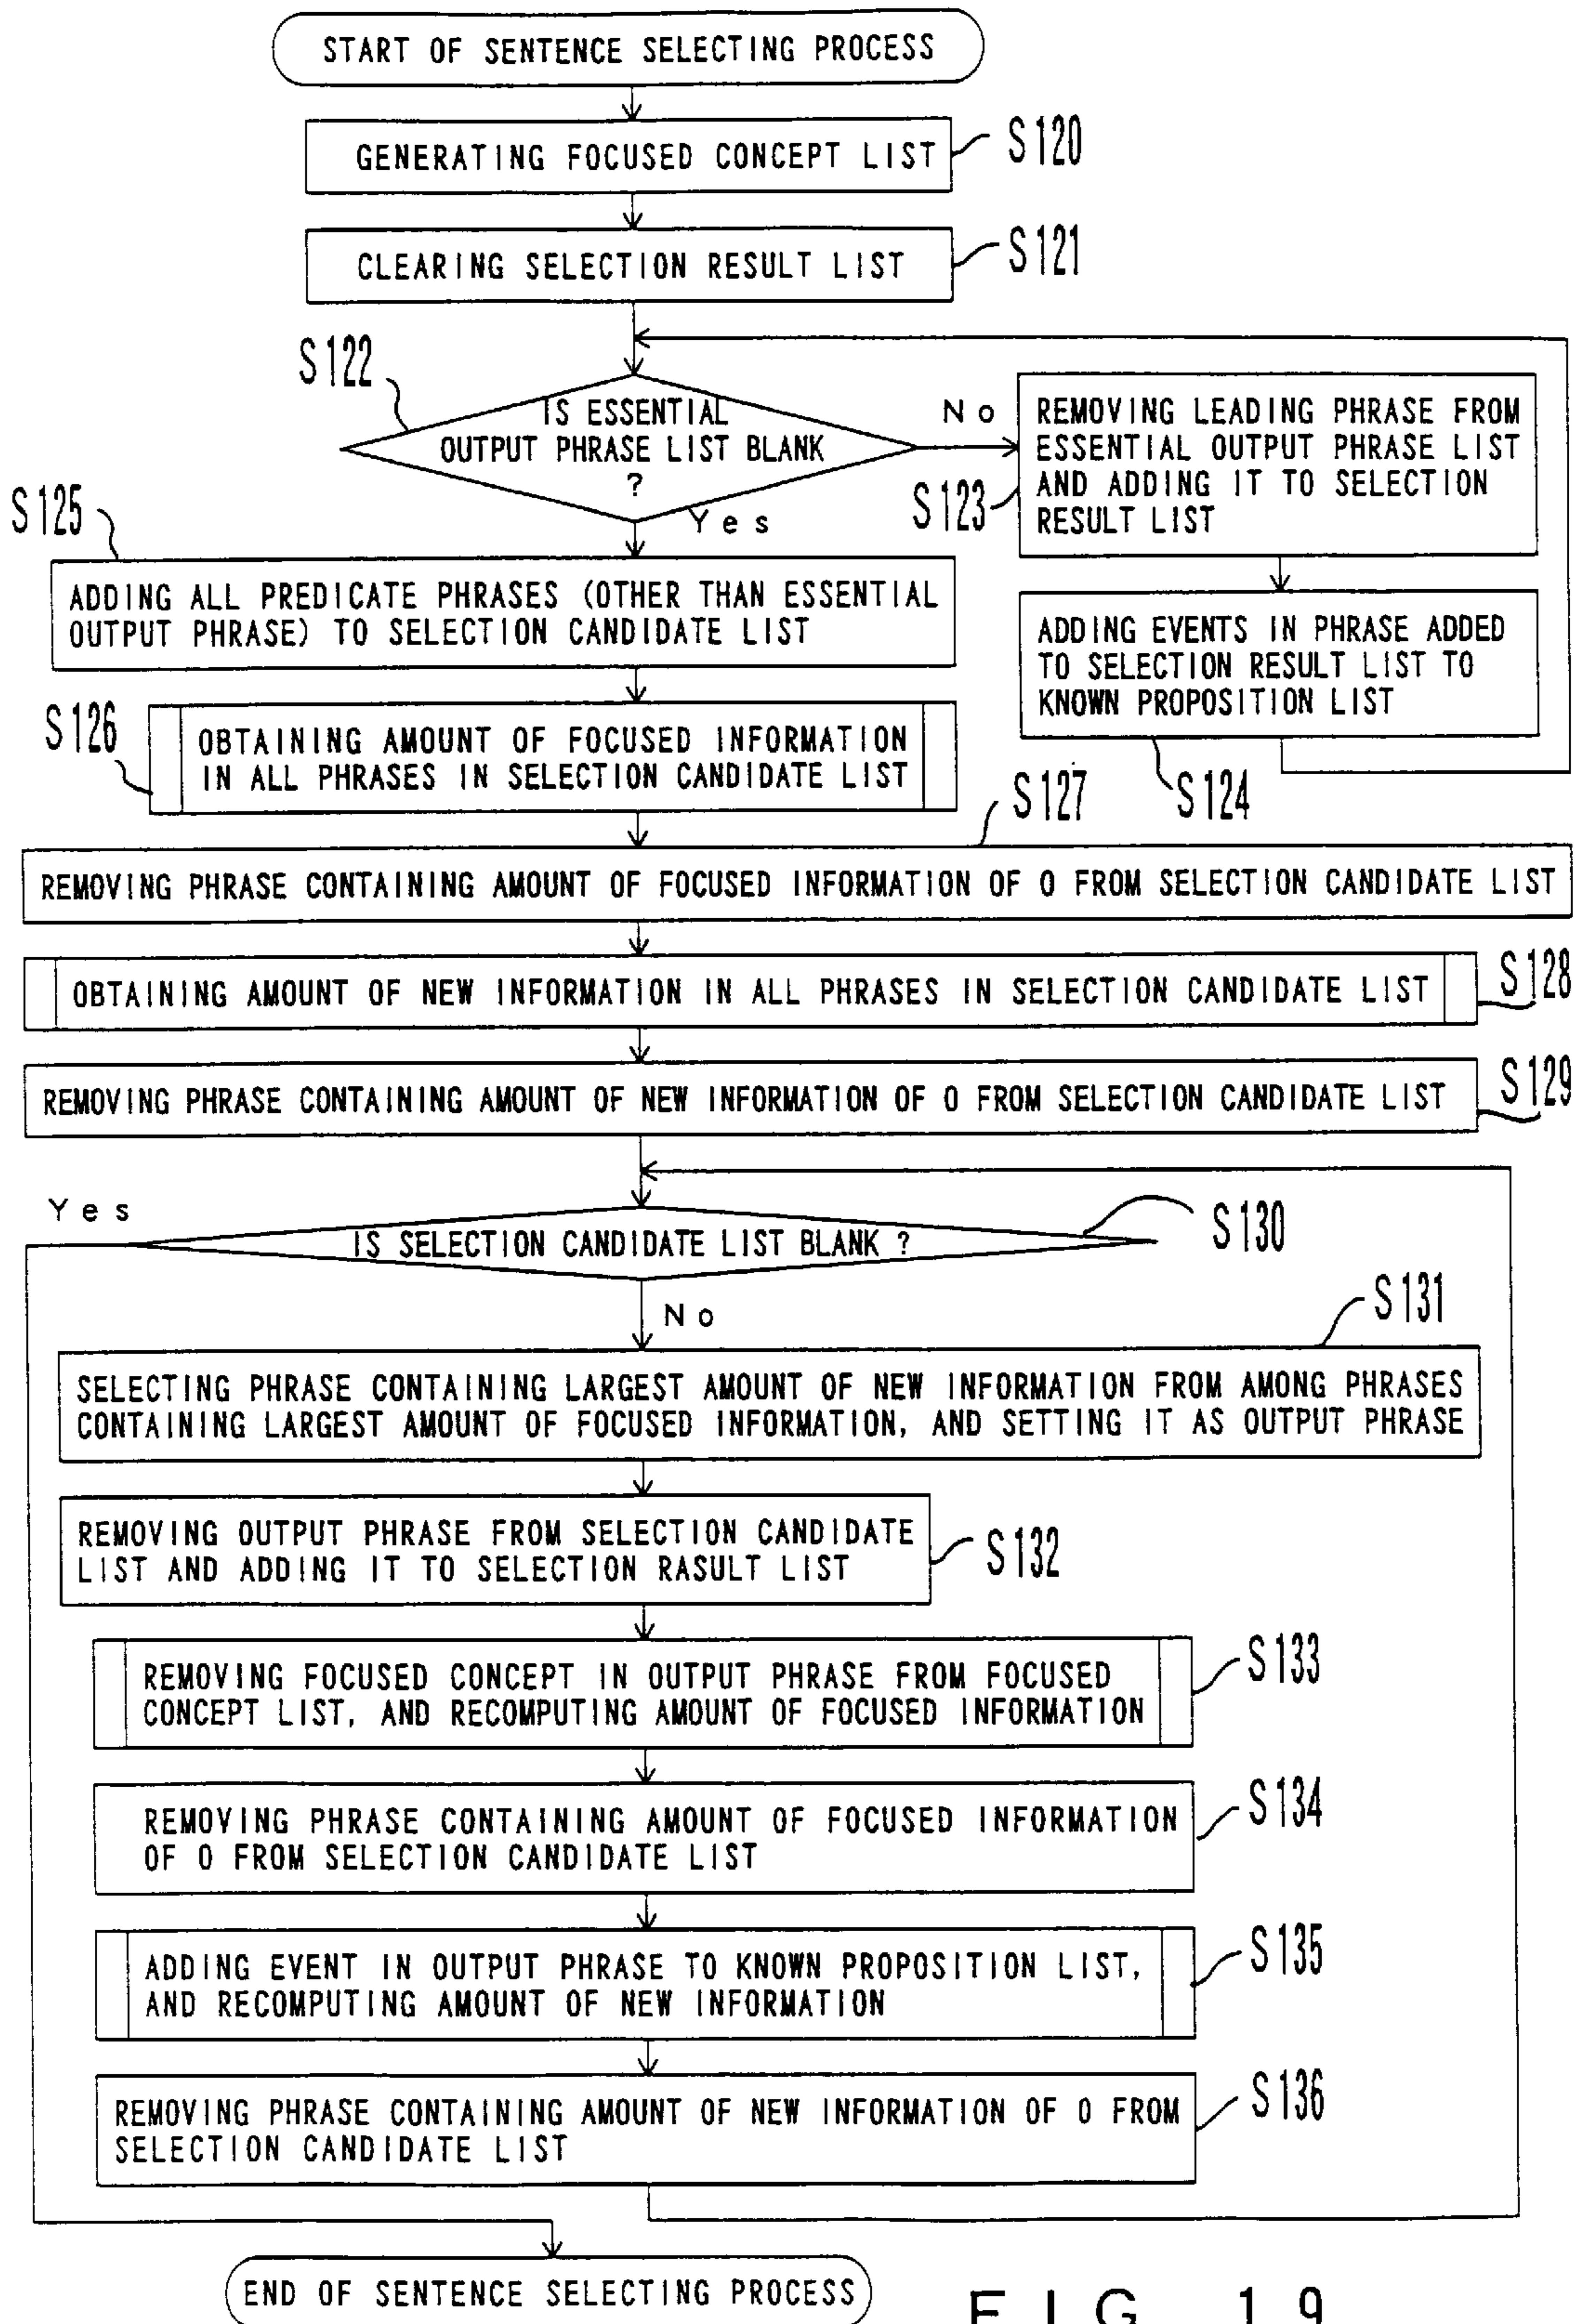 START OF SENTENCE SELECTING PROCESS
GENERATING FOCUSED CONCEPT LIST
S120
CLEARING SELECTION RESULT LIST
S121
S122
IS ESSENTIAL
OUTPUT PHRASE LIST BLANK
?
No
Yes
REMOVING LEADING PHRASE FROM
ESSENTIAL OUTPUT PHRASE LIST
AND ADDING IT TO SELECTION
RESULT LIST
S123
ADDING EVENTS IN PHRASE ADDED
TO SELECTION RESULT LIST TO
KNOWN PROPOSITION LIST
S124
S125
ADDING ALL PREDICATE PHRASES (OTHER THAN ESSENTIAL
OUTPUT PHRASE) TO SELECTION CANDIDATE LIST
S126
OBTAINING AMOUNT OF FOCUSED INFORMATION
IN ALL PHRASES IN SELECTION CANDIDATE LIST
S127
REMOVING PHRASE CONTAINING AMOUNT OF FOCUSED INFORMATION OF 0 FROM SELECTION CANDIDATE LIST
OBTAINING AMOUNT OF NEW INFORMATION IN ALL PHRASES IN SELECTION CANDIDATE LIST
S128
REMOVING PHRASE CONTAINING AMOUNT OF NEW INFORMATION OF 0 FROM SELECTION CANDIDATE LIST
S129
Yes
IS SELECTION CANDIDATE LIST BLANK ?
S130
No
S131
SELECTING PHRASE CONTAINING LARGEST AMOUNT OF NEW INFORMATION FROM AMONG PHRASES
CONTAINING LARGEST AMOUNT OF FOCUSED INFORMATION, AND SETTING IT AS OUTPUT PHRASE
REMOVING OUTPUT PHRASE FROM SELECTION CANDIDATE
LIST AND ADDING IT TO SELECTION RASULT LIST
S132
REMOVING FOCUSED CONCEPT IN OUTPUT PHRASE FROM FOCUSED
CONCEPT LIST, AND RECOMPUTING AMOUNT OF FOCUSED INFORMATION
S133
REMOVING PHRASE CONTAINING AMOUNT OF FOCUSED INFORMATION
OF 0 FROM SELECTION CANDIDATE LIST
S134
ADDING EVENT IN OUTPUT PHRASE TO KNOWN PROPOSITION LIST,
AND RECOMPUTING AMOUNT OF NEW INFORMATION
S135
REMOVING PHRASE CONTAINING AMOUNT OF NEW INFORMATION OF 0 FROM
SELECTION CANDIDATE LIST
S136
END OF SENTENCE SELECTING PROCESS
FIG. 19